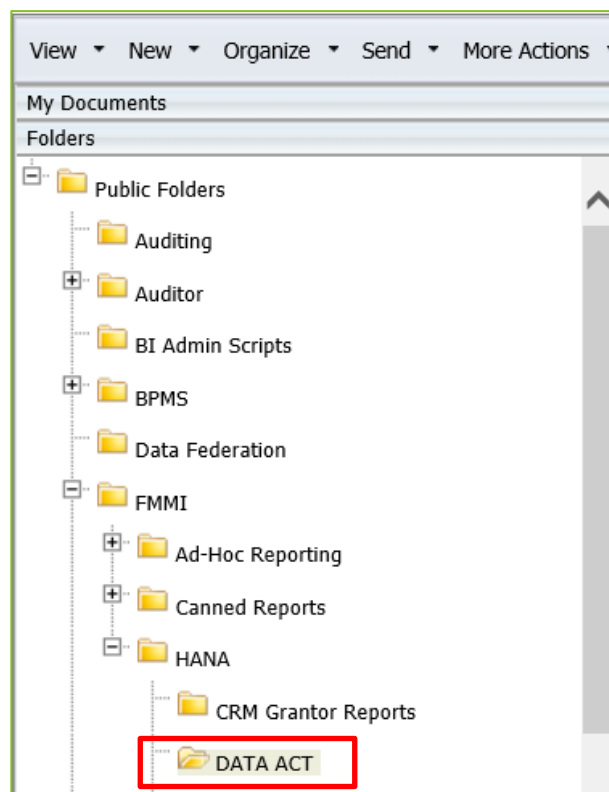 View New Organize Send More Actions
My Documents
Folders
Public Folders
Auditing
Auditor
BI Admin Scripts
BPMS
Data Federation
FMMI
Ad-Hoc Reporting
Canned Reports
HANA
CRM Grantor Reports
DATA ACT